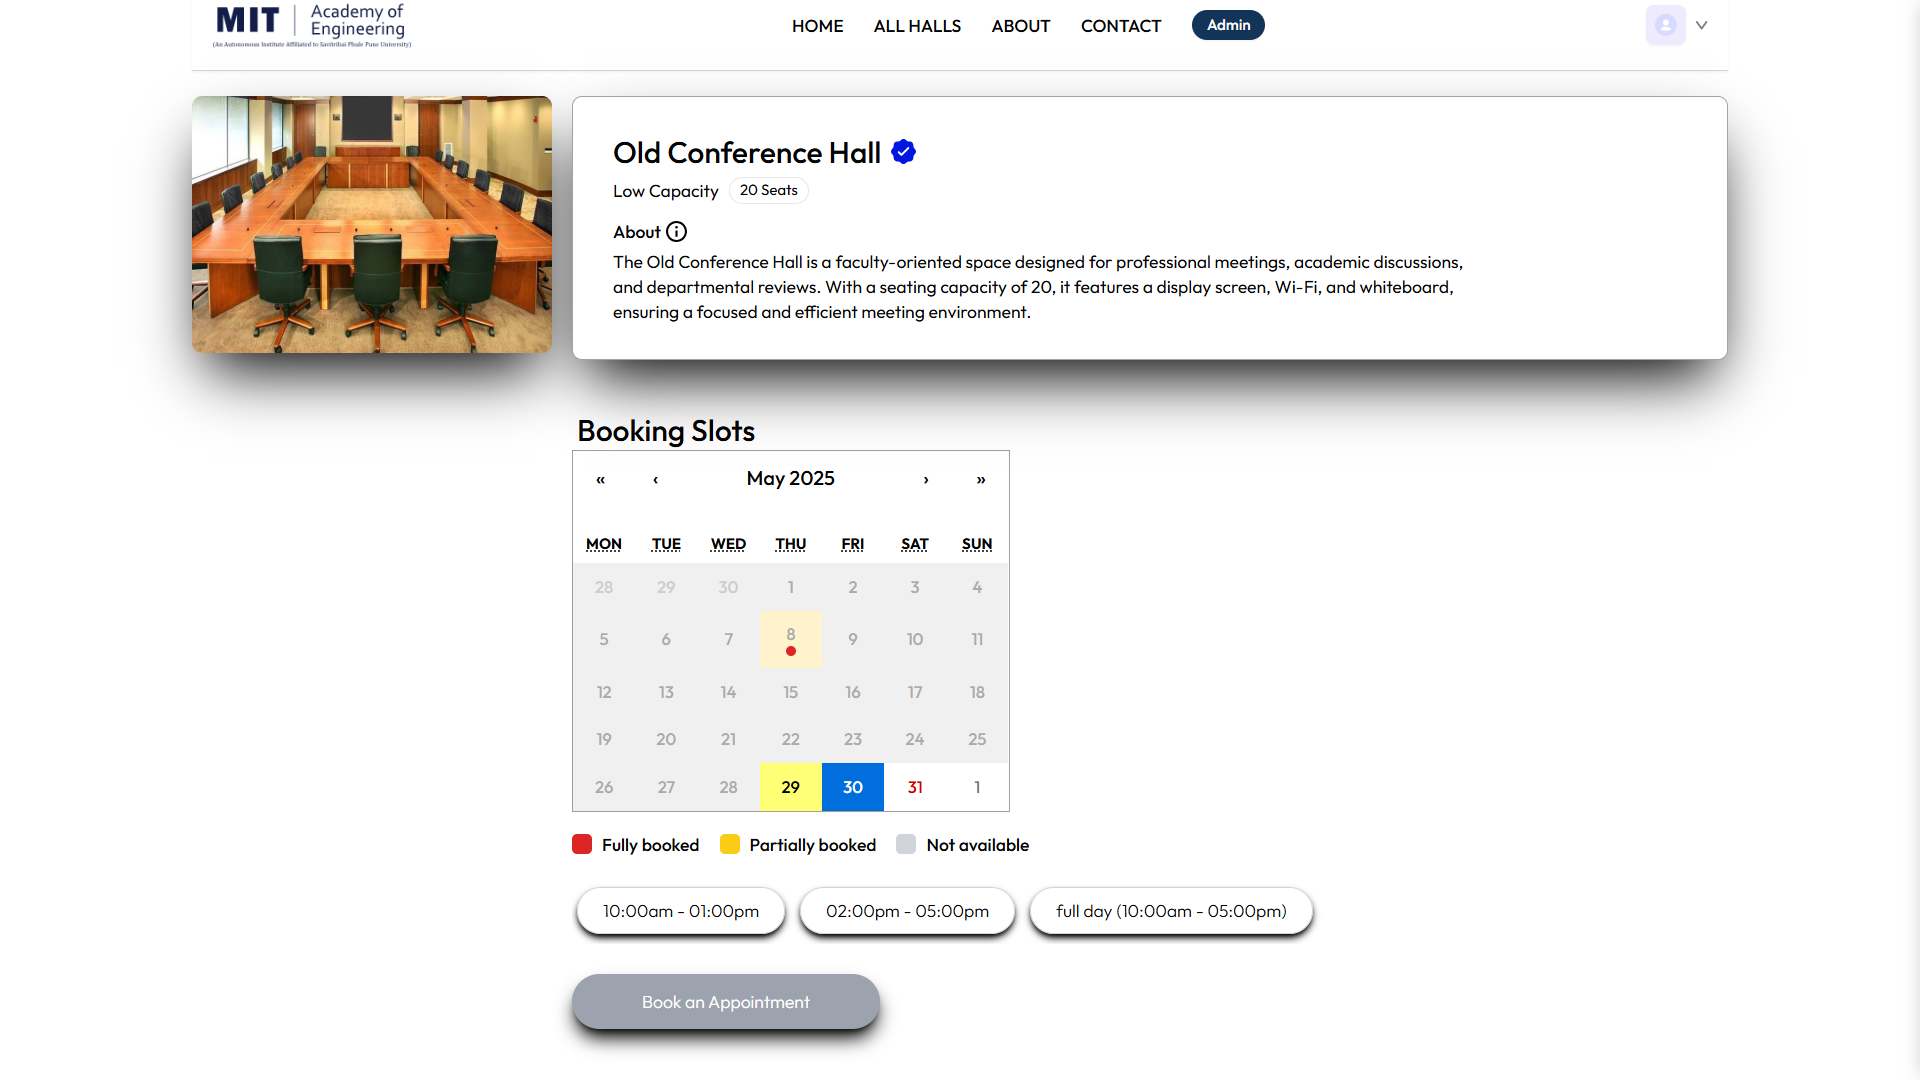 MIT | Academy of Engineering
(An Autonomous Institute Affiliated to Savitribai Phule Pune University)
HOME ALL HALLS ABOUT CONTACT Admin
Old Conference Hall
Low Capacity 20 Seats
About
The Old Conference Hall is a faculty-oriented space designed for professional meetings, academic discussions,
and departmental reviews. With a seating capacity of 20, it features a display screen, Wi-Fi, and whiteboard,
ensuring a focused and efficient meeting environment.
Booking Slots
« ‹ May 2025 › »
MON TUE WED THU FRI SAT SUN
28 29 30 1 2 3 4
5 6 7 8 9 10 11
12 13 14 15 16 17 18
19 20 21 22 23 24 25
26 27 28 29 30 31 1
Fully booked Partially booked Not available
10:00am - 01:00pm 02:00pm - 05:00pm full day (10:00am - 05:00pm)
Book an Appointment